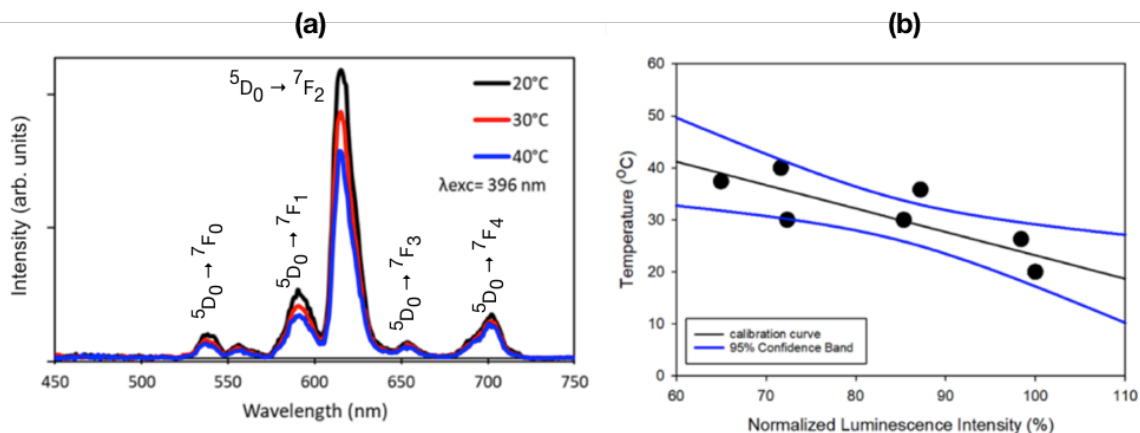 (a)
⁵D₀ → ⁷F₂
20°C
30°C
40°C
λexc= 396 nm
⁵D₀→⁷F₀
⁵D₀→⁷F₁
⁵D₀→⁷F₃
⁵D₀→⁷F₄
Intensity (arb. units)
450 500 550 600 650 700 750
Wavelength (nm)
(b)
60
50
40
30
20
10
0
Temperature (°C)
calibration curve
95% Confidence Band
60 70 80 90 100 110
Normalized Luminescence Intensity (%)